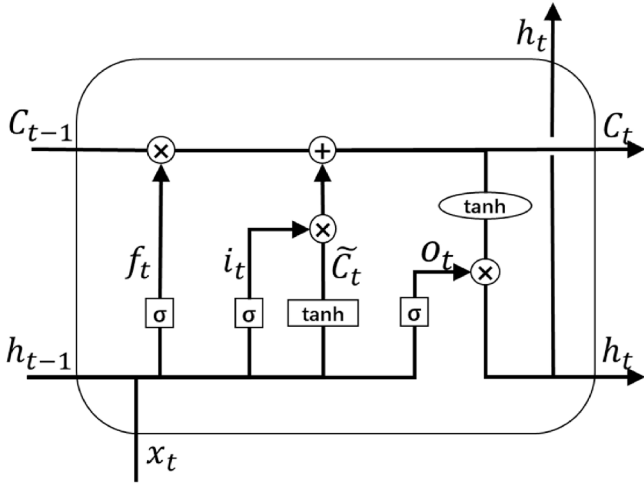 h_t
C_{t-1} × + C_t
tanh
f_t i_t × C̃_t o_t ×
σ σ tanh σ
h_{t-1} h_t
x_t